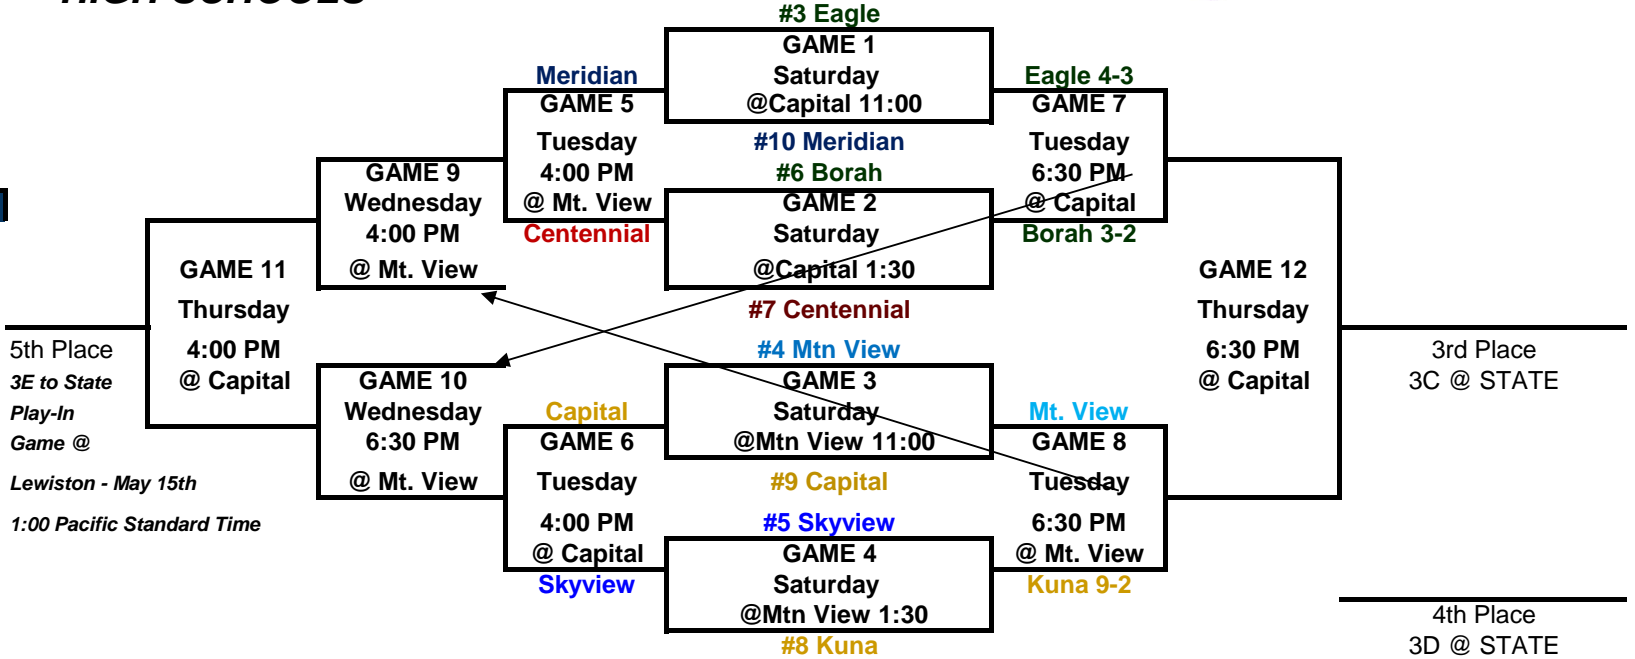 #3 Eagle
GAME 1
Saturday
@Capital 11:00
#10 Meridian
#6 Borah
GAME 2
Saturday
@Capital 1:30
#7 Centennial
#4 Mtn View
GAME 3
Saturday
@Mtn View 11:00
#9 Capital
#5 Skyview
GAME 4
Saturday
@Mtn View 1:30
#8 Kuna
Meridian
GAME 5
Tuesday
4:00 PM
@ Mt. View
Centennial
Capital
GAME 6
Tuesday
4:00 PM
@ Capital
Skyview
Eagle 4-3
GAME 7
Tuesday
6:30 PM
@ Capital
Borah 3-2
Mt. View
GAME 8
Tuesday
6:30 PM
@ Mt. View
Kuna 9-2
GAME 9
Wednesday
4:00 PM
@ Mt. View
GAME 10
Wednesday
6:30 PM
@ Mt. View
GAME 11
Thursday
4:00 PM
@ Capital
5th Place
3E to State
Play-In
Game @
Lewiston - May 15th
1:00 Pacific Standard Time
GAME 12
Thursday
6:30 PM
@ Capital
3rd Place
3C @ STATE
4th Place
3D @ STATE